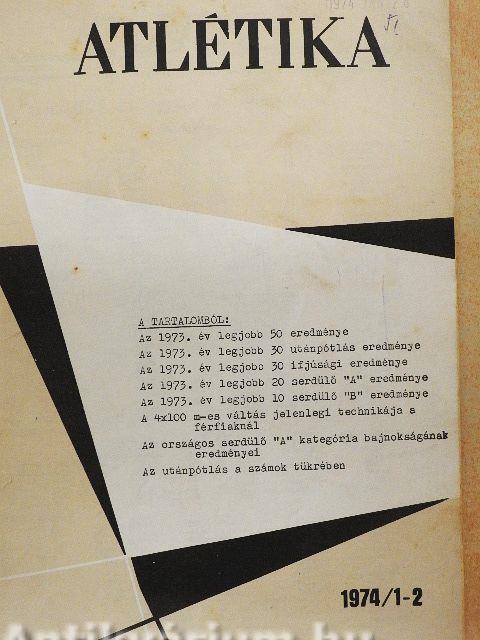 ATLÉTIKA
A TARTALOMBÓL:
Az 1973. év legjobb 50 eredménye
Az 1973. év legjobb 30 utánpótlás eredménye
Az 1973. év legjobb 30 ifjúsági eredménye
Az 1973. év legjobb 20 serdülő "A" eredménye
Az 1973. év legjobb 10 serdülő "B" eredménye
A 4x100 m-es váltás jelenlegi technikája a
férfiaknál
Az országos serdülő "A" kategória bajnokságának
eredményei
Az utánpótlás a számok tükrében
1974/1-2
Antikvárium.hu